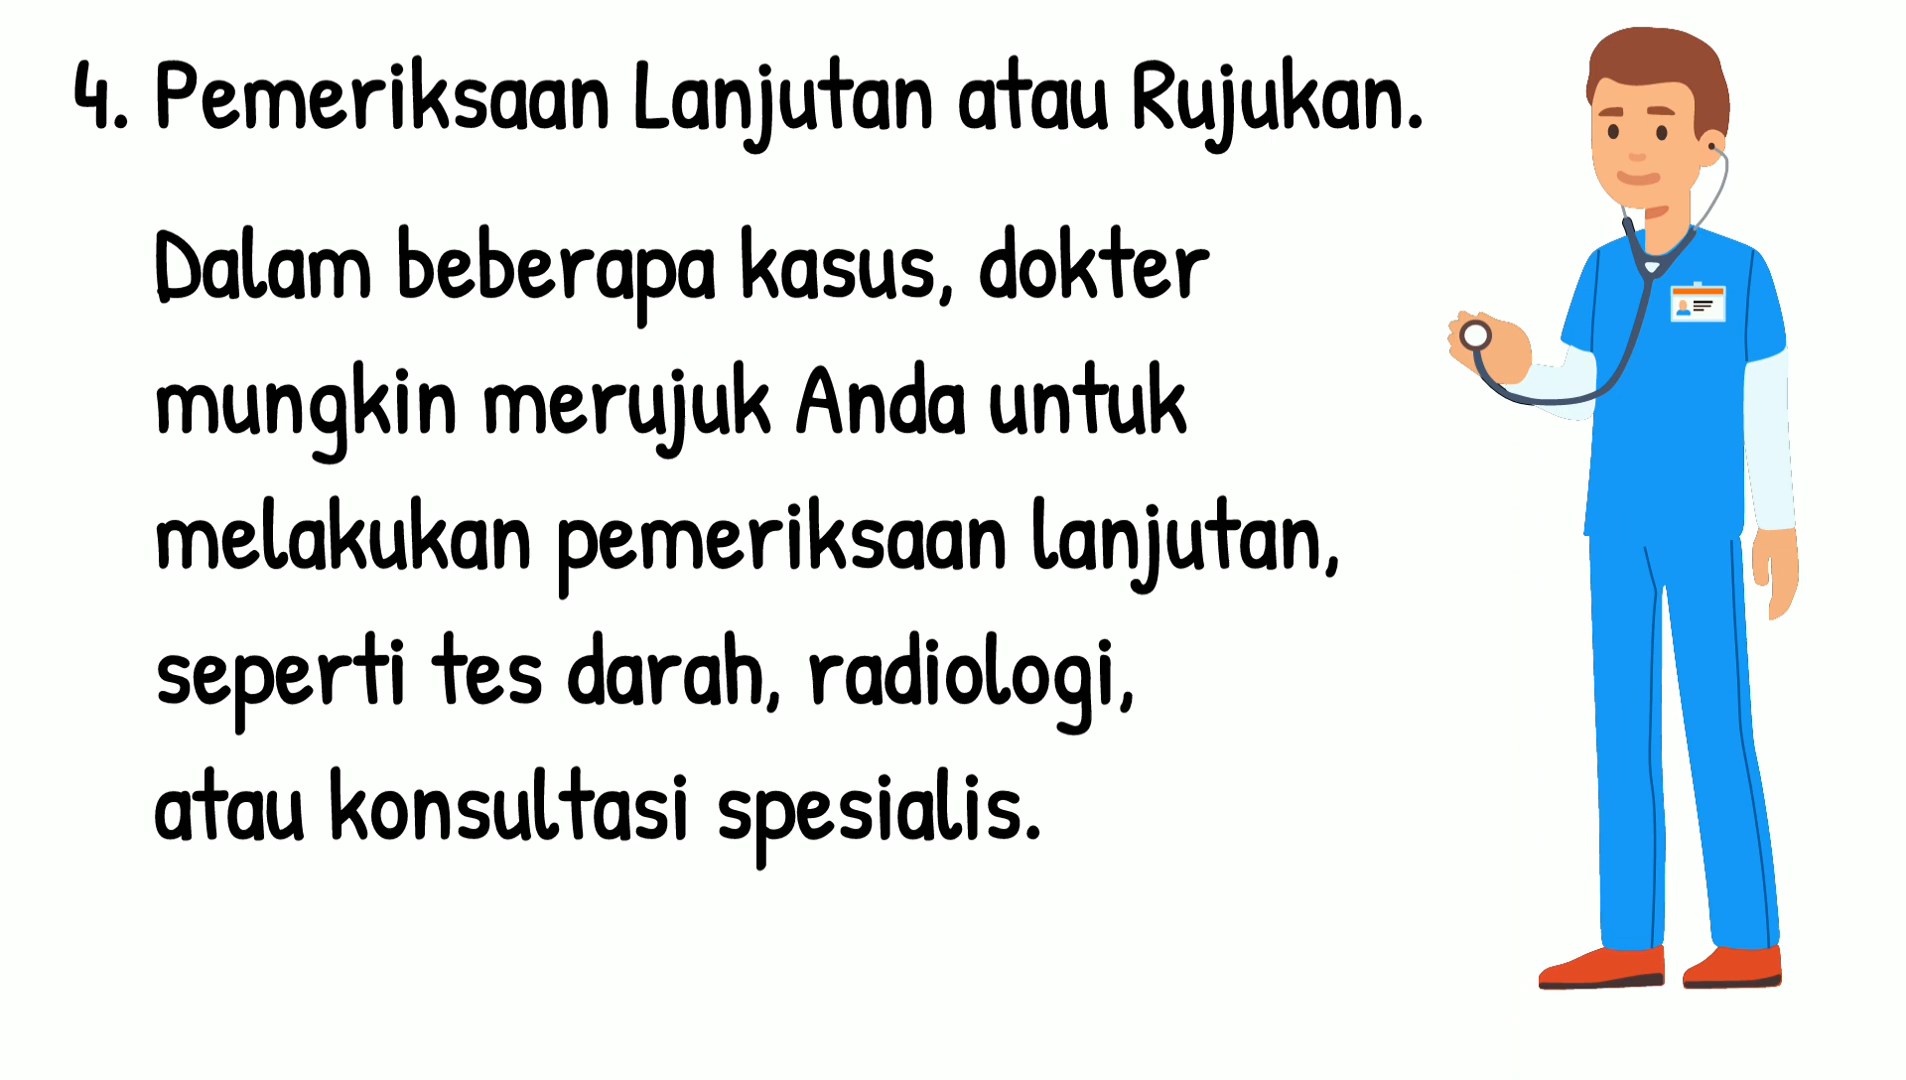 4. Pemeriksaan Lanjutan atau Rujukan.
Dalam beberapa kasus, dokter
mungkin merujuk Anda untuk
melakukan pemeriksaan lanjutan,
seperti tes darah, radiologi,
atau konsultasi spesialis.